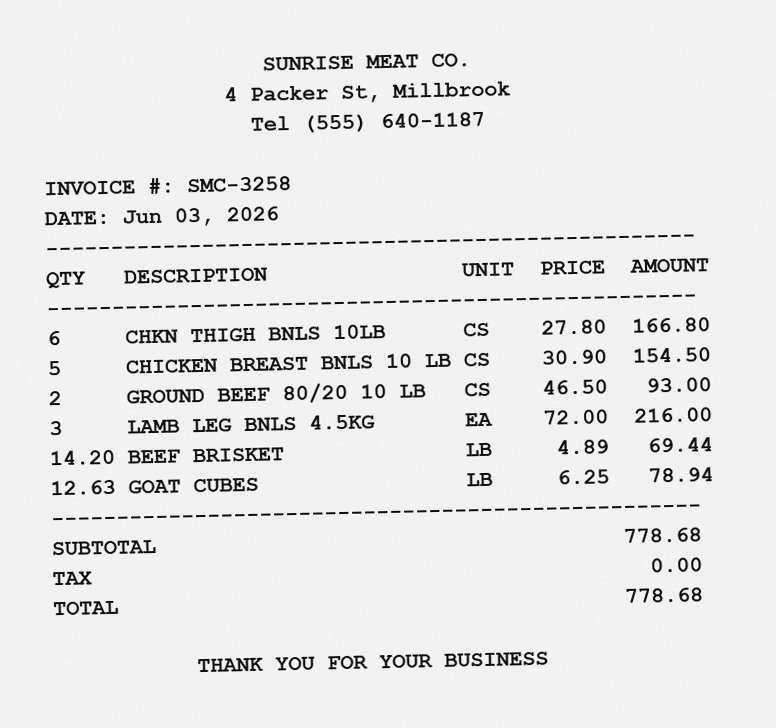 SUNRISE MEAT CO.
4 Packer St, Millbrook
Tel (555) 640-1187
INVOICE #: SMC-3258
DATE: Jun 03, 2026
--------------------------------------------------
QTY DESCRIPTION UNIT PRICE AMOUNT
--------------------------------------------------
6 CHKN THIGH BNLS 10LB CS 27.80 166.80
5 CHICKEN BREAST BNLS 10 LB CS 30.90 154.50
2 GROUND BEEF 80/20 10 LB CS 46.50 93.00
3 LAMB LEG BNLS 4.5KG EA 72.00 216.00
14.20 BEEF BRISKET LB 4.89 69.44
12.63 GOAT CUBES LB 6.25 78.94
--------------------------------------------------
SUBTOTAL 778.68
TAX 0.00
TOTAL 778.68
THANK YOU FOR YOUR BUSINESS